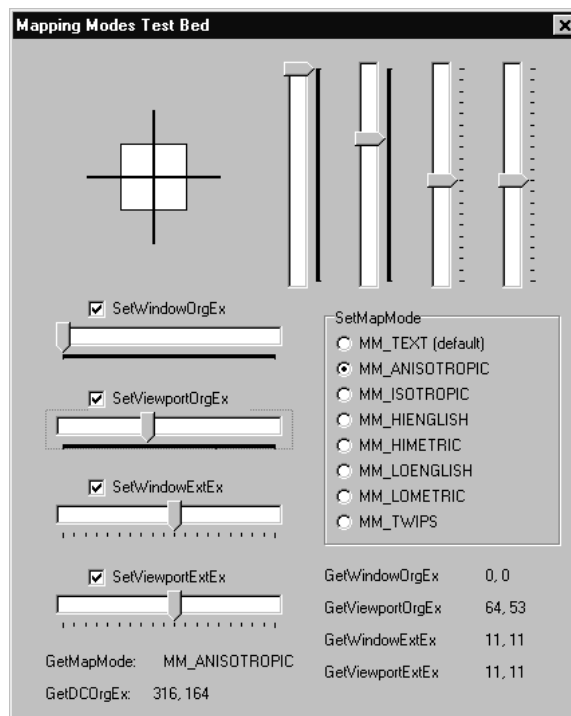 Mapping Modes Test Bed
SetWindowOrgEx
SetViewportOrgEx
SetWindowExtEx
SetViewportExtEx
GetMapMode: MM_ANISOTROPIC
GetDCOrgEx: 316, 164
SetMapMode
MM_TEXT (default)
MM_ANISOTROPIC
MM_ISOTROPIC
MM_HIENGLISH
MM_HIMETRIC
MM_LOENGLISH
MM_LOMETRIC
MM_TWIPS
GetWindowOrgEx 0, 0
GetViewportOrgEx 64, 53
GetWindowExtEx 11, 11
GetViewportExtEx 11, 11